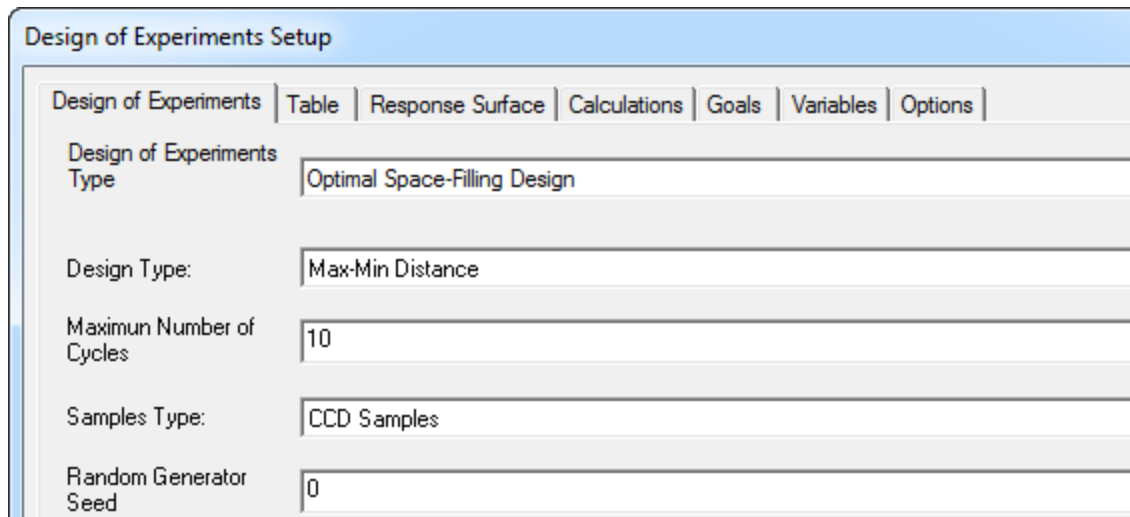 Design of Experiments Setup
Design of Experiments Table Response Surface Calculations Goals Variables Options
Design of Experiments
Type
Optimal Space-Filling Design
Design Type:
Max-Min Distance
Maximun Number of
Cycles
10
Samples Type:
CCD Samples
Random Generator
Seed
0